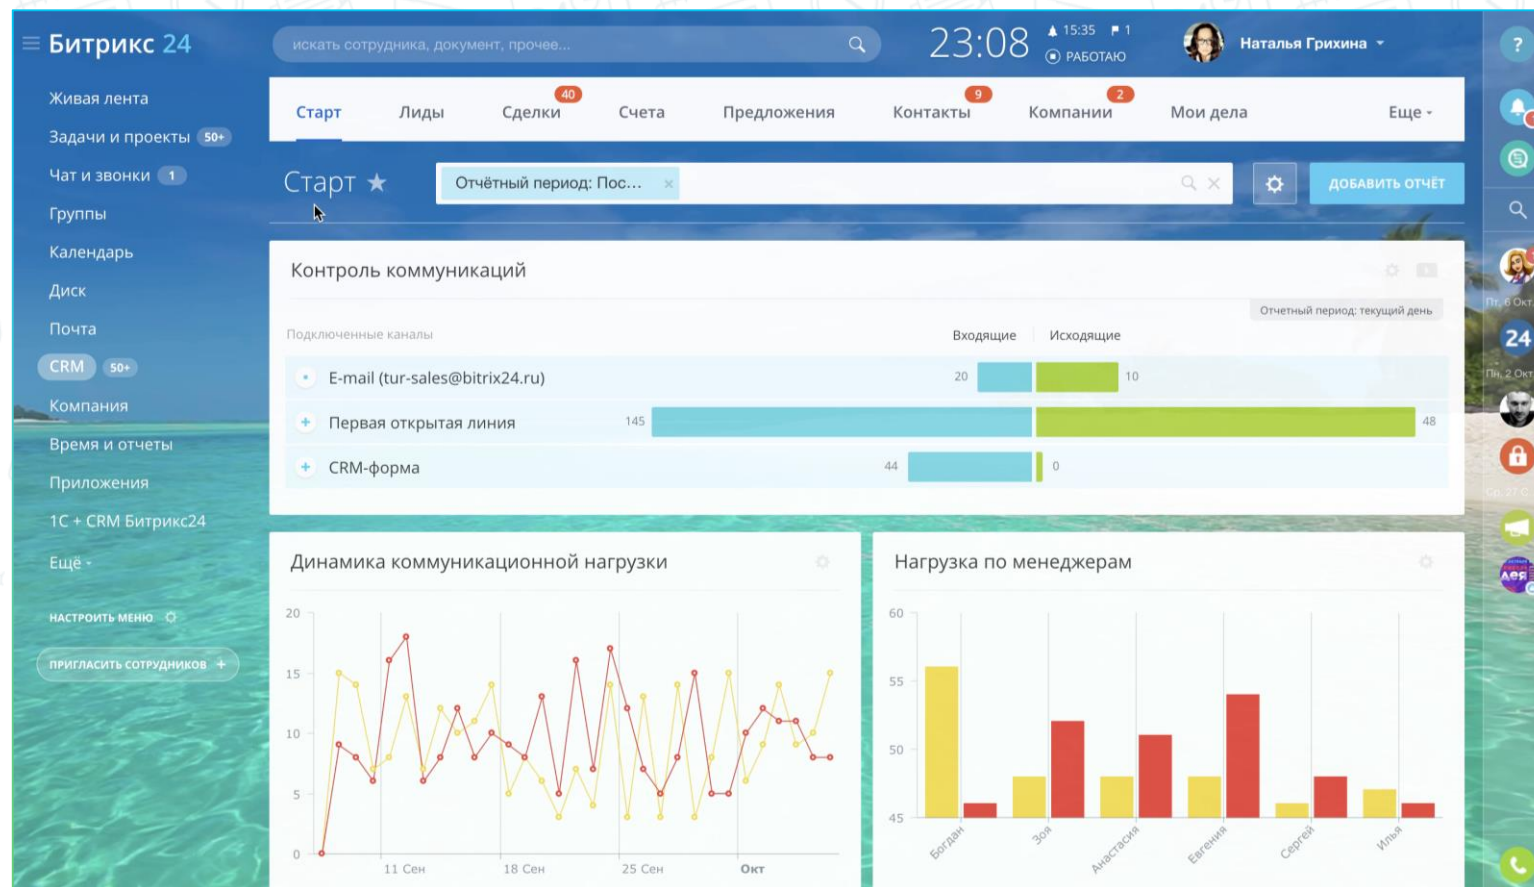 Битрикс 24
искать сотрудника, документ, прочее...
23:08
15:35 1
РАБОТАЮ
Наталья Грихина
?
Живая лента
Задачи и проекты 50+
Чат и звонки 1
Группы
Календарь
Диск
Почта
CRM 50+
Компания
Время и отчеты
Приложения
1С + CRM Битрикс24
Ещё
НАСТРОИТЬ МЕНЮ
ПРИГЛАСИТЬ СОТРУДНИКОВ +
Старт
Лиды
Сделки 40
Счета
Предложения
Контакты 9
Компании 2
Мои дела
Еще
Старт
Отчётный период: Пос... ×
ДОБАВИТЬ ОТЧЁТ
Контроль коммуникаций
Отчетный период: текущий день
Подключенные каналы Входящие Исходящие
E-mail (tur-sales@bitrix24.ru) 20 10
Первая открытая линия 145 48
CRM-форма 44 0
Динамика коммуникационной нагрузки
20
15
10
5
0
11 Сен 18 Сен 25 Сен Окт
Нагрузка по менеджерам
60
55
50
45
Богдан Зоя Анастасия Евгения Сергей Илья
Пт, 6 Окт
24
Пн, 2 Окт